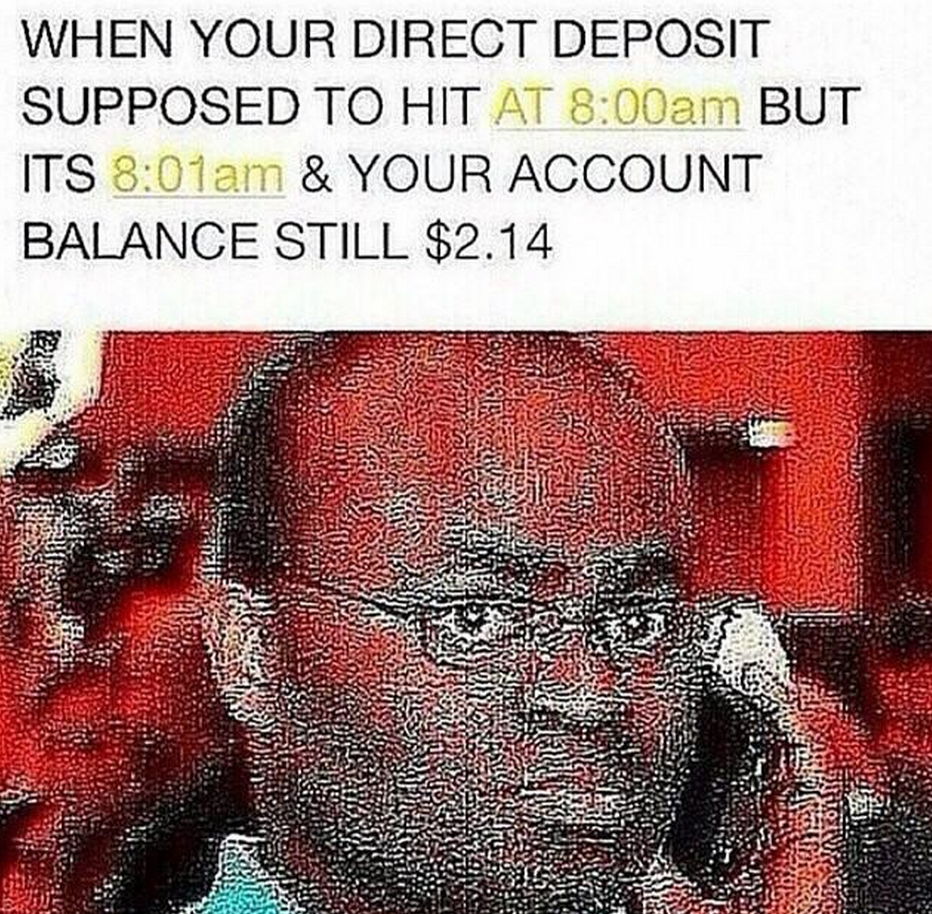 WHEN YOUR DIRECT DEPOSIT
SUPPOSED TO HIT AT 8:00am BUT
ITS 8:01am & YOUR ACCOUNT
BALANCE STILL $2.14